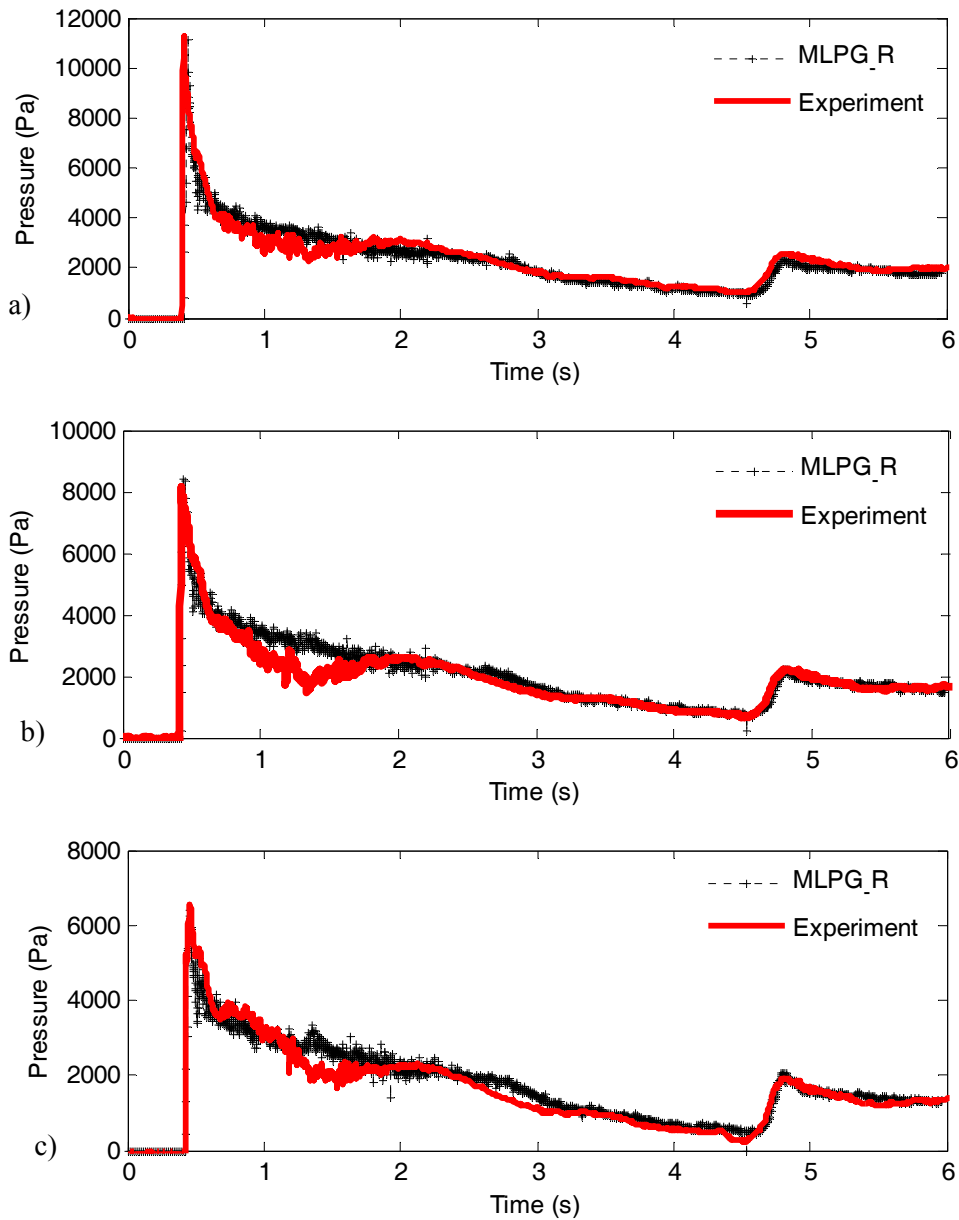 12000
10000
8000
6000
4000
2000
0
Pressure (Pa)
MLPG_R
Experiment
a)
0 1 2 3 4 5 6
Time (s)
10000
8000
6000
4000
2000
0
Pressure (Pa)
MLPG_R
Experiment
b)
0 1 2 3 4 5 6
Time (s)
8000
6000
4000
2000
0
Pressure (Pa)
MLPG_R
Experiment
c)
0 1 2 3 4 5 6
Time (s)